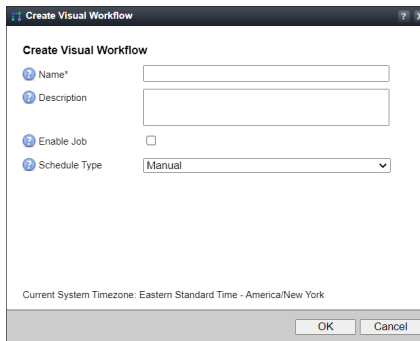 Create Visual Workflow
?
Create Visual Workflow
? Name*
? Description
? Enable Job
? Schedule Type Manual
Current System Timezone: Eastern Standard Time - America/New York
OK Cancel